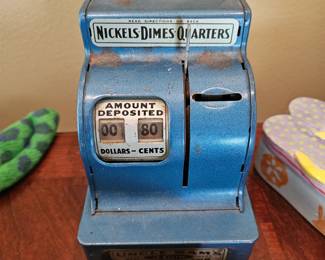 READ DIRECTIONS ON BACK
NICKELS DIMES QUARTERS
AMOUNT
DEPOSITED
00 80
DOLLARS - CENTS